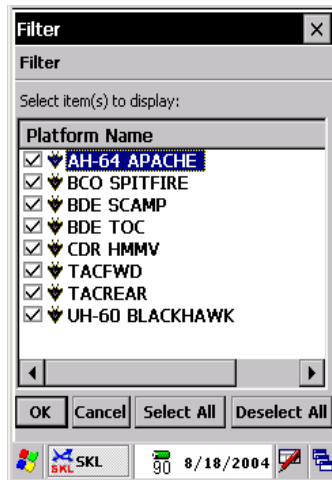 Filter
Filter
Select item(s) to display:
Platform Name
AH-64 APACHE
BCO SPITFIRE
BDE SCAMP
BDE TOC
CDR HMMV
TACFWD
TACREAR
UH-60 BLACKHAWK
OK Cancel Select All Deselect All
SKL SKL 90 8/18/2004